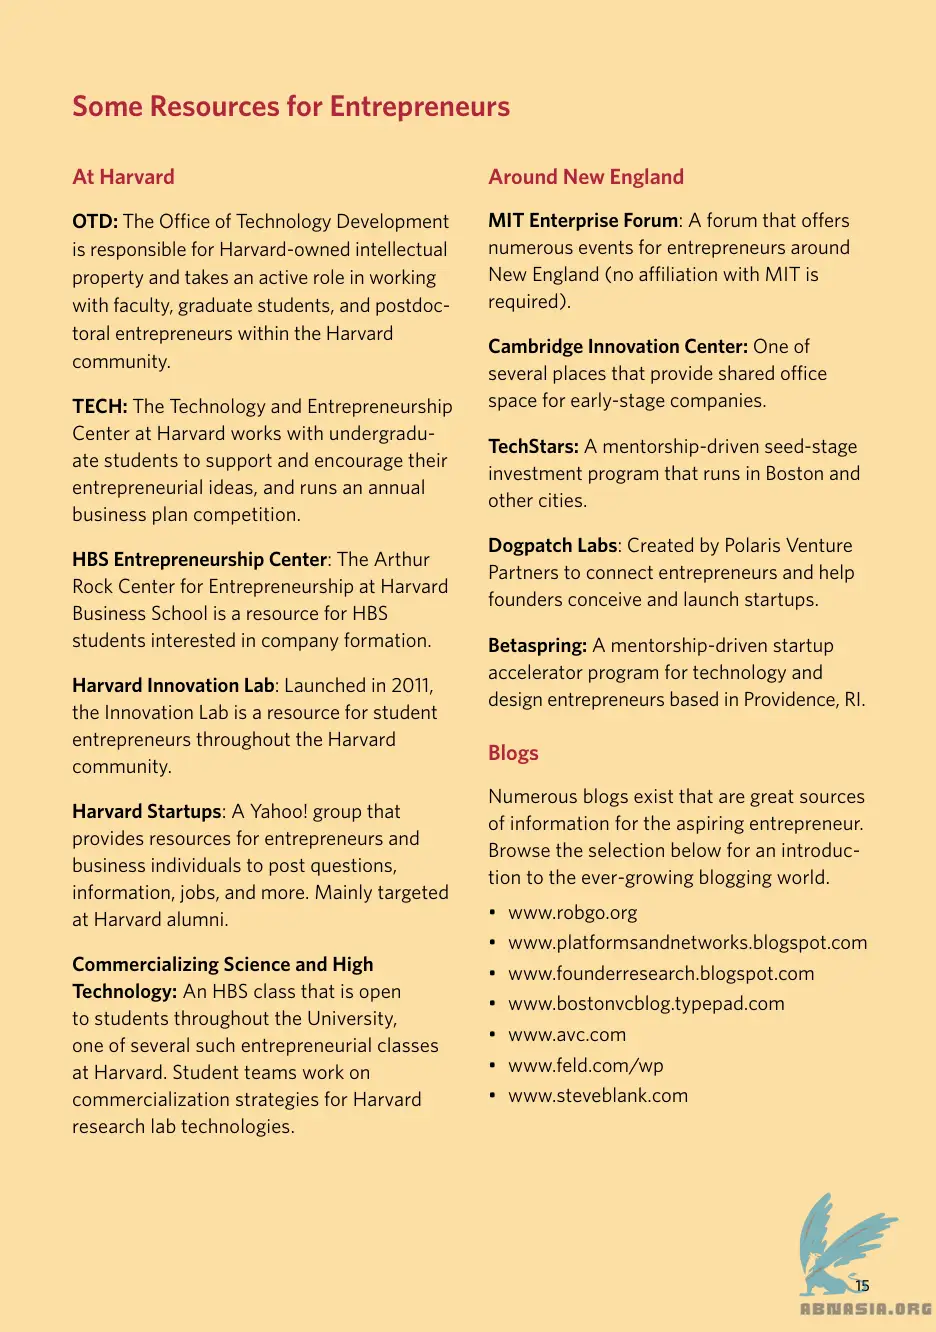 Some Resources for Entrepreneurs
At Harvard
OTD: The Office of Technology Development
is responsible for Harvard-owned intellectual
property and takes an active role in working
with faculty, graduate students, and postdoc-
toral entrepreneurs within the Harvard
community.
TECH: The Technology and Entrepreneurship
Center at Harvard works with undergradu-
ate students to support and encourage their
entrepreneurial ideas, and runs an annual
business plan competition.
HBS Entrepreneurship Center: The Arthur
Rock Center for Entrepreneurship at Harvard
Business School is a resource for HBS
students interested in company formation.
Harvard Innovation Lab: Launched in 2011,
the Innovation Lab is a resource for student
entrepreneurs throughout the Harvard
community.
Harvard Startups: A Yahoo! group that
provides resources for entrepreneurs and
business individuals to post questions,
information, jobs, and more. Mainly targeted
at Harvard alumni.
Commercializing Science and High
Technology: An HBS class that is open
to students throughout the University,
one of several such entrepreneurial classes
at Harvard. Student teams work on
commercialization strategies for Harvard
research lab technologies.
Around New England
MIT Enterprise Forum: A forum that offers
numerous events for entrepreneurs around
New England (no affiliation with MIT is
required).
Cambridge Innovation Center: One of
several places that provide shared office
space for early-stage companies.
TechStars: A mentorship-driven seed-stage
investment program that runs in Boston and
other cities.
Dogpatch Labs: Created by Polaris Venture
Partners to connect entrepreneurs and help
founders conceive and launch startups.
Betaspring: A mentorship-driven startup
accelerator program for technology and
design entrepreneurs based in Providence, RI.
Blogs
Numerous blogs exist that are great sources
of information for the aspiring entrepreneur.
Browse the selection below for an introduc-
tion to the ever-growing blogging world.
• www.robgo.org
• www.platformsandnetworks.blogspot.com
• www.founderresearch.blogspot.com
• www.bostonvcblog.typepad.com
• www.avc.com
• www.feld.com/wp
• www.steveblank.com
15
ABNASIA.ORG